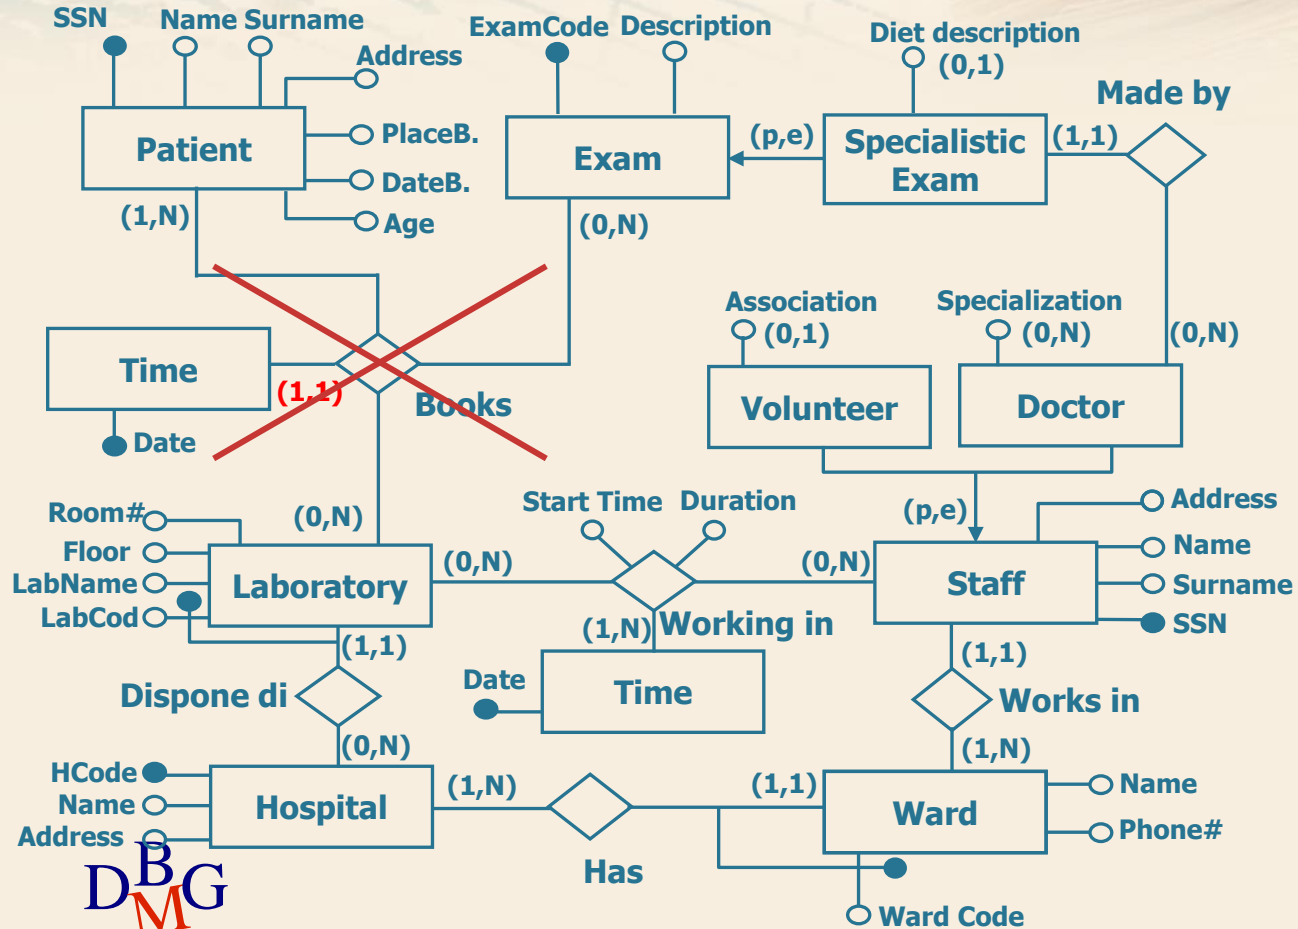 SSN
Name Surname
ExamCode Description
Diet description
(0,1)
Address
Made by
Patient
PlaceB.
DateB.
Age
(1,N)
Exam
(p,e)
Specialistic
Exam
(1,1)
(0,N)
Association
(0,1)
Specialization
(0,N)
(0,N)
Time
(1,1)
Books
Date
Volunteer
Doctor
Room#
Floor
LabName
LabCod
(0,N)
Laboratory
(0,N)
Start Time Duration
(0,N)
Working in
(1,N)
(p,e)
Staff
Address
Name
Surname
SSN
(1,1)
Dispone di
(0,N)
Date
Time
(1,1)
Works in
(1,N)
HCode
Name
Address
Hospital
(1,N)
Has
(1,1)
Ward
Name
Phone#
Ward Code
DBMG